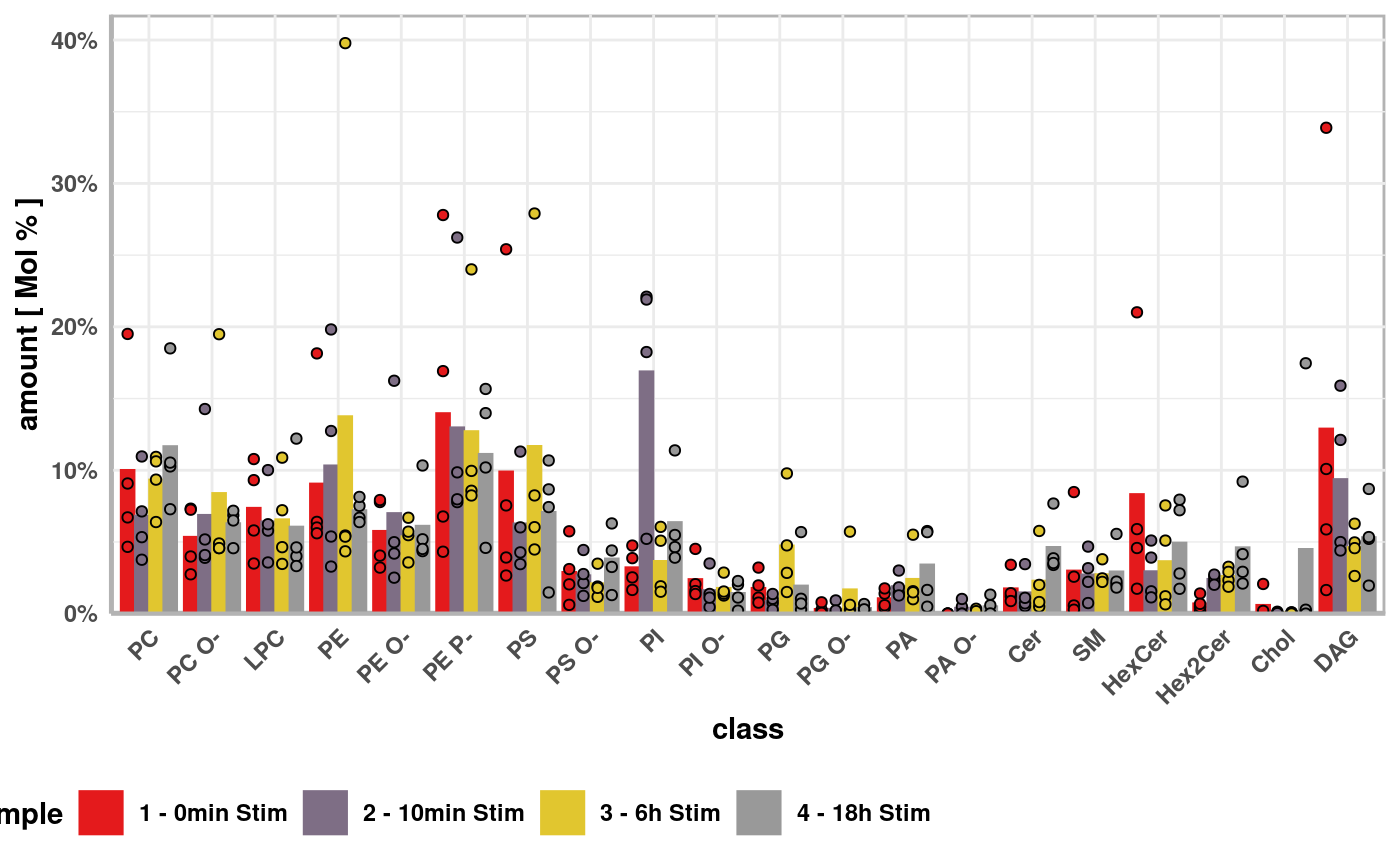 40%
30%
20%
10%
0%
amount [ Mol % ]
PC
PC O-
LPC
PE
PE O-
PE P-
PS
PS O-
PI
PI O-
PG
PG O-
PA
PA O-
Cer
SM
HexCer
Hex2Cer
Chol
DAG
class
mple 1 - 0min Stim 2 - 10min Stim 3 - 6h Stim 4 - 18h Stim